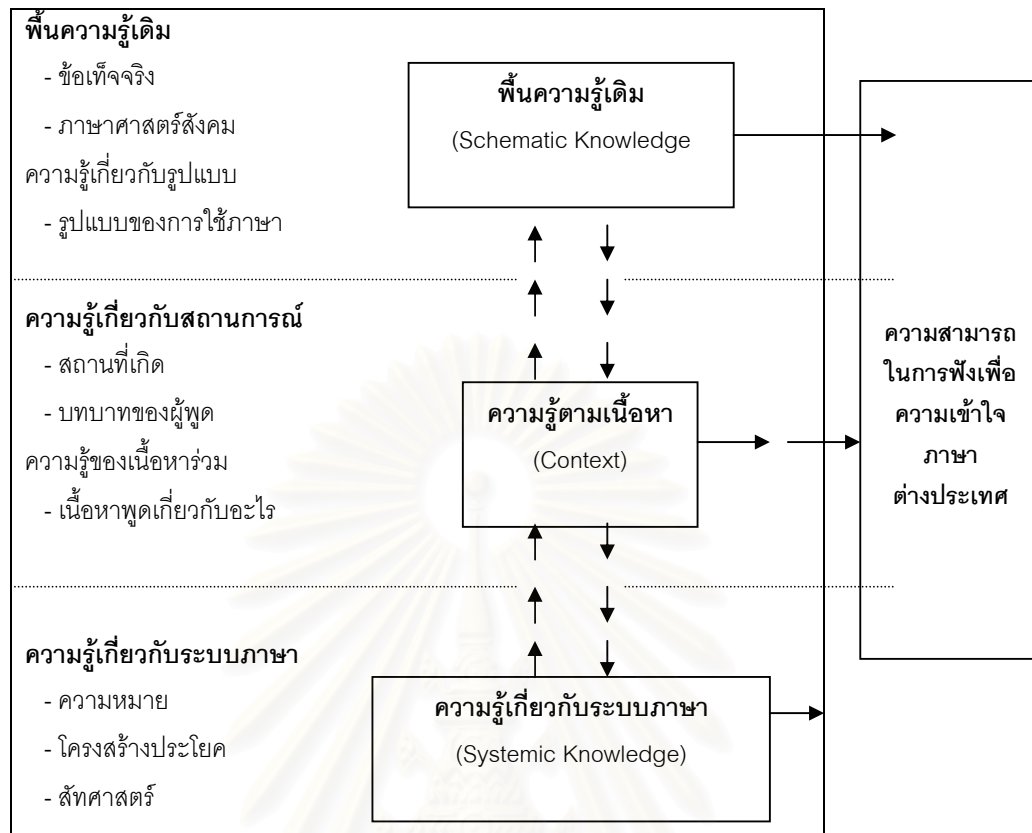 พื้นความรู้เดิม
- ข้อเท็จจริง
- ภาษาศาสตร์สังคม
ความรู้เกี่ยวกับรูปแบบ
- รูปแบบของการใช้ภาษา
พื้นความรู้เดิม
(Schematic Knowledge
ความรู้เกี่ยวกับสถานการณ์
- สถานที่เกิด
- บทบาทของผู้พูด
ความรู้ของเนื้อหาร่วม
- เนื้อหาพูดเกี่ยวกับอะไร
ความรู้ตามเนื้อหา
(Context)
ความสามารถ
ในการฟังเพื่อ
ความเข้าใจ
ภาษา
ต่างประเทศ
ความรู้เกี่ยวกับระบบภาษา
- ความหมาย
- โครงสร้างประโยค
- สัทศาสตร์
ความรู้เกี่ยวกับระบบภาษา
(Systemic Knowledge)